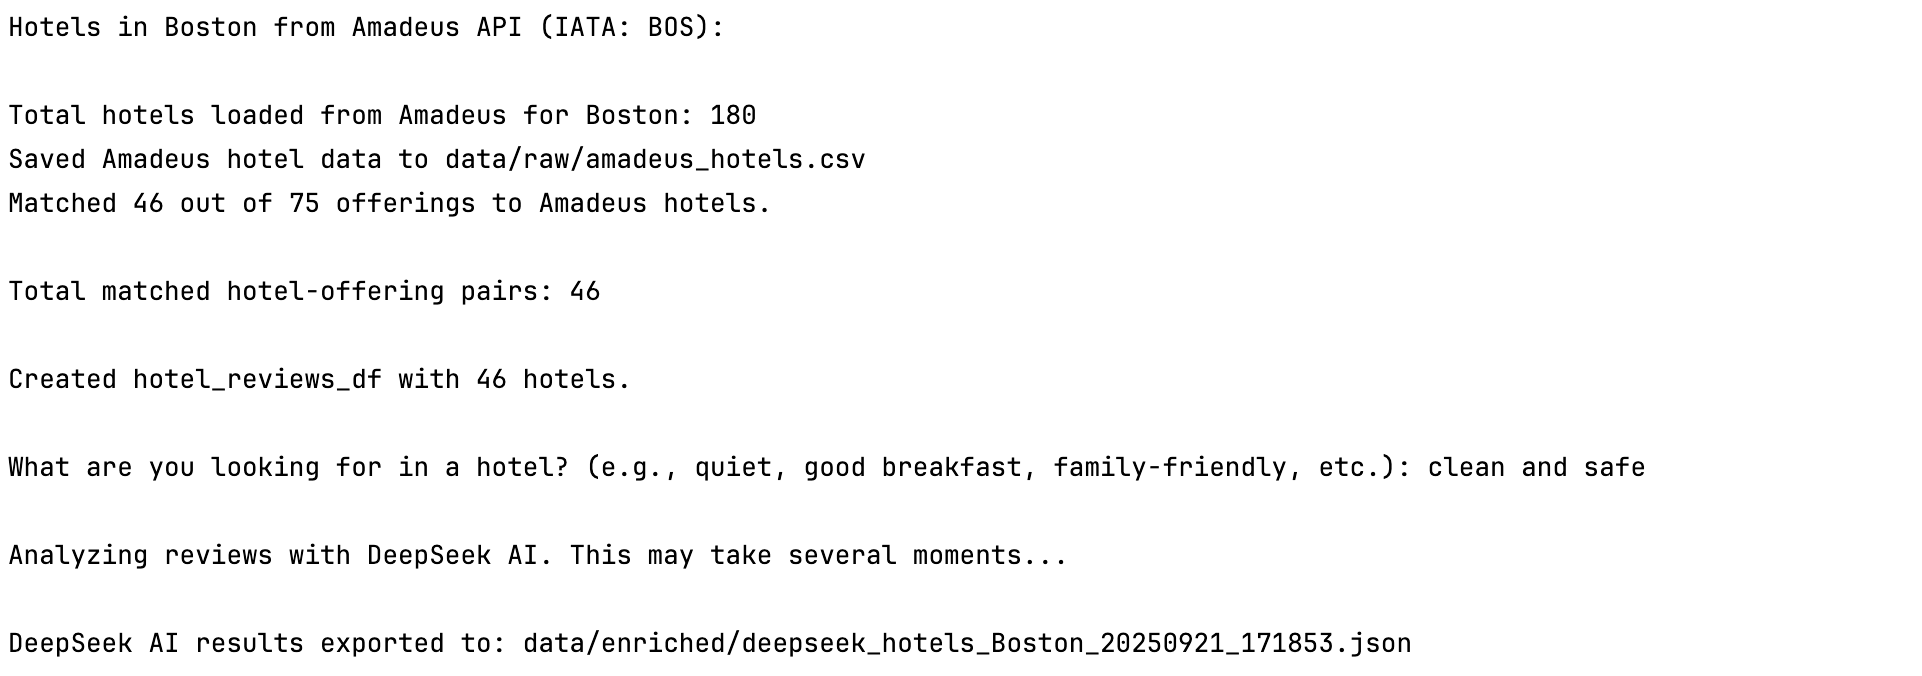 Hotels in Boston from Amadeus API (IATA: BOS):
Total hotels loaded from Amadeus for Boston: 180
Saved Amadeus hotel data to data/raw/amadeus_hotels.csv
Matched 46 out of 75 offerings to Amadeus hotels.
Total matched hotel-offering pairs: 46
Created hotel_reviews_df with 46 hotels.
What are you looking for in a hotel? (e.g., quiet, good breakfast, family-friendly, etc.): clean and safe
Analyzing reviews with DeepSeek AI. This may take several moments...
DeepSeek AI results exported to: data/enriched/deepseek_hotels_Boston_20250921_171853.json